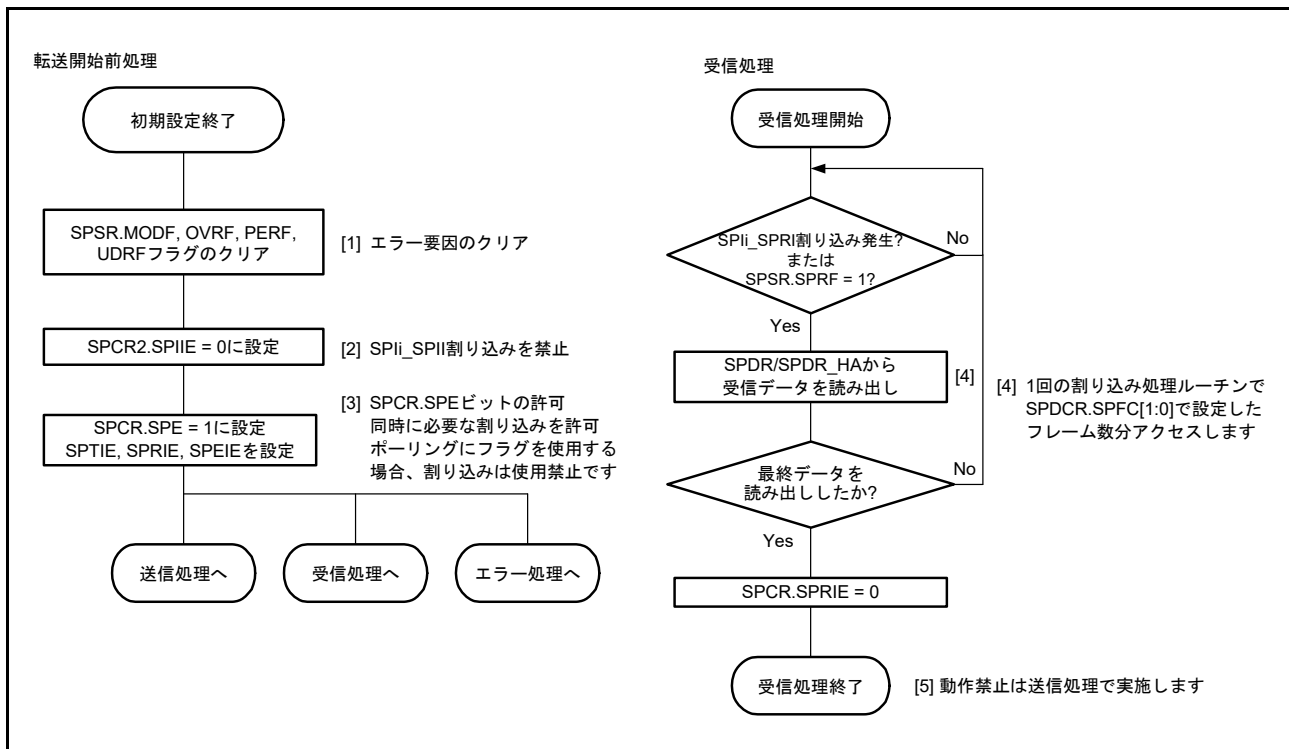 転送開始前処理
初期設定終了
SPSR.MODF, OVRF, PERF,
UDRFフラグのクリア
[1] エラー要因のクリア
SPCR2.SPIIE = 0に設定
[2] SPIi_SPII割り込みを禁止
SPCR.SPE = 1に設定
SPTIE, SPRIE, SPEIEを設定
[3] SPCR.SPEビットの許可
同時に必要な割り込みを許可
ポーリングにフラグを使用する
場合、割り込みは使用禁止です
送信処理へ
受信処理へ
エラー処理へ
受信処理
受信処理開始
SPIi_SPRI割り込み発生?
または
SPSR.SPRF = 1?
No
Yes
SPDR/SPDR_HAから
受信データを読み出し
[4]
[4] 1回の割り込み処理ルーチンで
SPDCR.SPFC[1:0]で設定した
フレーム数分アクセスします
最終データを
読み出ししたか?
No
Yes
SPCR.SPRIE = 0
受信処理終了
[5] 動作禁止は送信処理で実施します